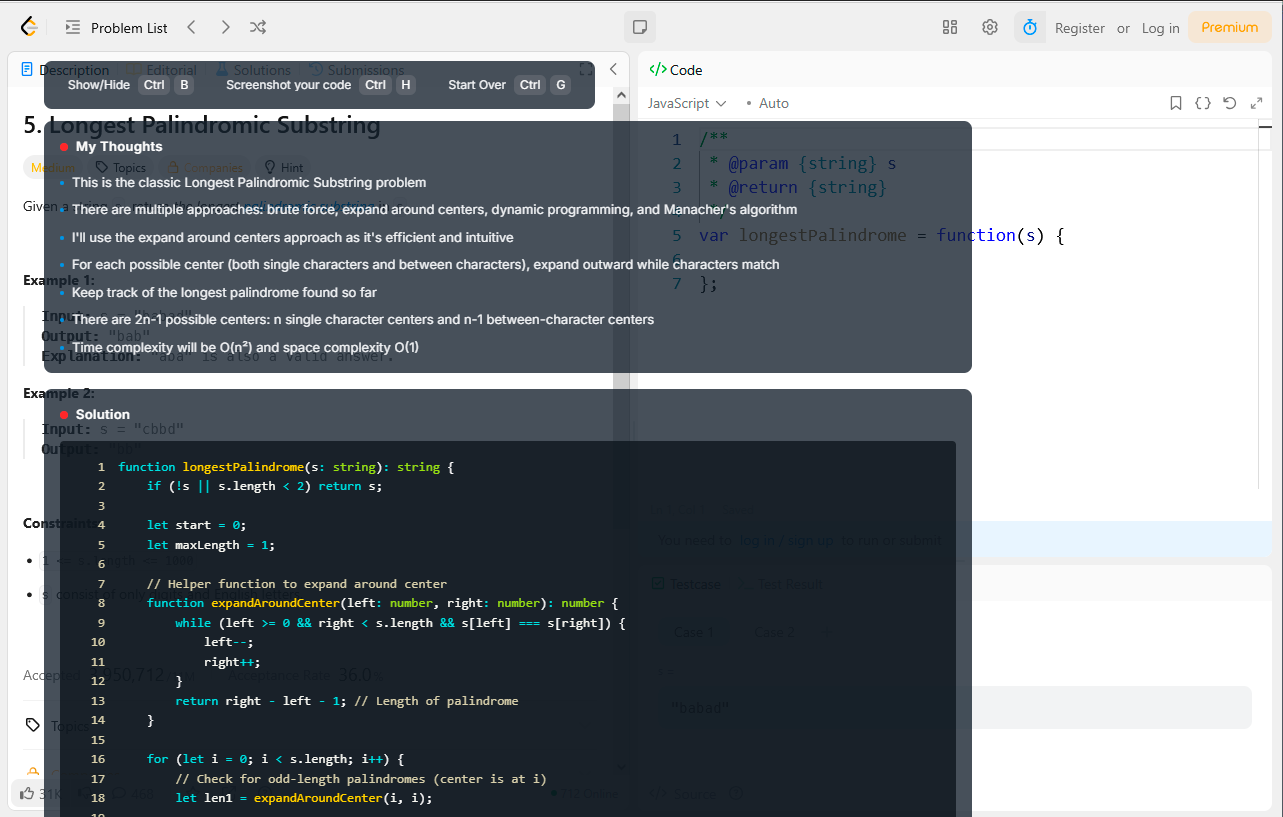 Problem List
Register or Log in Premium
Description Editorial Solutions Submissions
Show/Hide Ctrl B Screenshot your code Ctrl H Start Over Ctrl G
5. Longest Palindromic Substring
Medium Topics Companies Hint
Given a
Example 1:
Input: s = "babad"
Output: "bab"
Explanation: "aba" is also a valid answer.
Example 2:
Input: s = "cbbd"
Output: "bb"
Constraints
1 <= s.length <= 1000
s consist of only digits and English letters.
Accepted 950,712 Acceptance Rate 36.0
Topics
31K 468
Online
My Thoughts
This is the classic Longest Palindromic Substring problem
There are multiple approaches: brute force, expand around centers, dynamic programming, and Manacher's algorithm
I'll use the expand around centers approach as it's efficient and intuitive
For each possible center (both single characters and between characters), expand outward while characters match
Keep track of the longest palindrome found so far
There are 2n-1 possible centers: n single character centers and n-1 between-character centers
Time complexity will be O(n²) and space complexity O(1)
Solution
1 function longestPalindrome(s: string): string {
2 if (!s || s.length < 2) return s;
3
4 let start = 0;
5 let maxLength = 1;
6
7 // Helper function to expand around center
8 function expandAroundCenter(left: number, right: number): number {
9 while (left >= 0 && right < s.length && s[left] === s[right]) {
10 left--;
11 right++;
12 }
13 return right - left - 1; // Length of palindrome
14 }
15
16 for (let i = 0; i < s.length; i++) {
17 // Check for odd-length palindromes (center is at i)
18 let len1 = expandAroundCenter(i, i);
19
Code
JavaScript Auto
1 /**
2 * @param {string} s
3 * @return {string}
4 */
5 var longestPalindrome = function(s) {
6
7 };
You need to log in / sign up to run or submit
Testcase Test Result
Case 1 Case 2
"babad"
Source